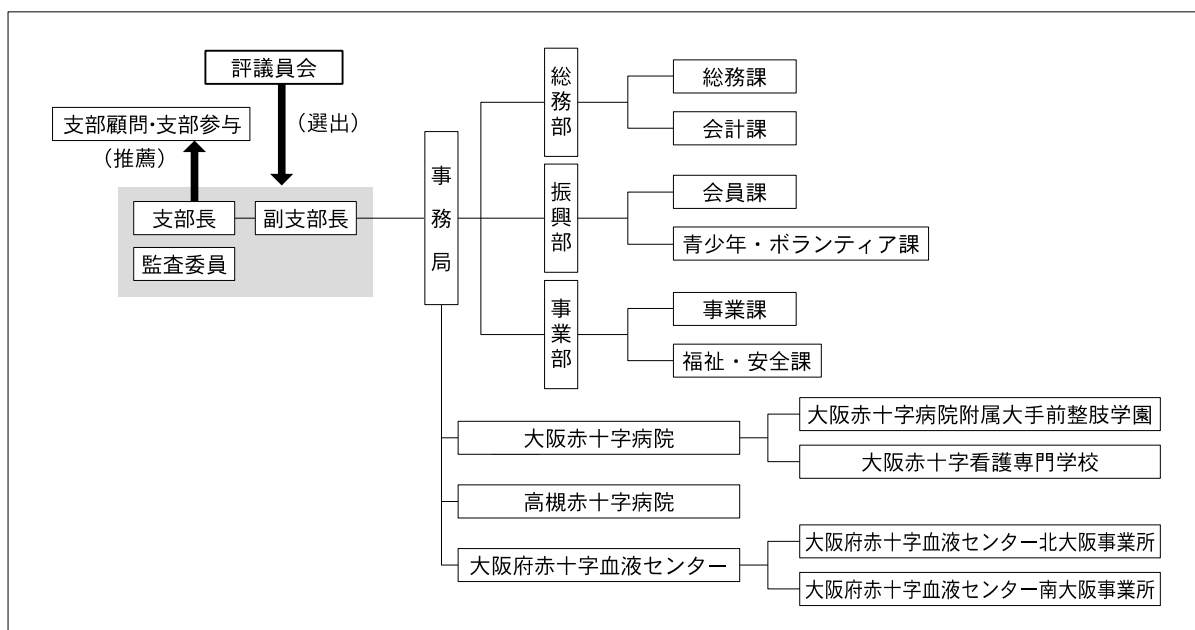 評議員会
(選出)
支部顧問・支部参与
(推薦)
支部長
副支部長
監査委員
事務局
総務部
総務課
会計課
振興部
会員課
青少年・ボランティア課
事業部
事業課
福祉・安全課
大阪赤十字病院
大阪赤十字病院附属大手前整肢学園
大阪赤十字看護専門学校
高槻赤十字病院
大阪府赤十字血液センター
大阪府赤十字血液センター北大阪事業所
大阪府赤十字血液センター南大阪事業所